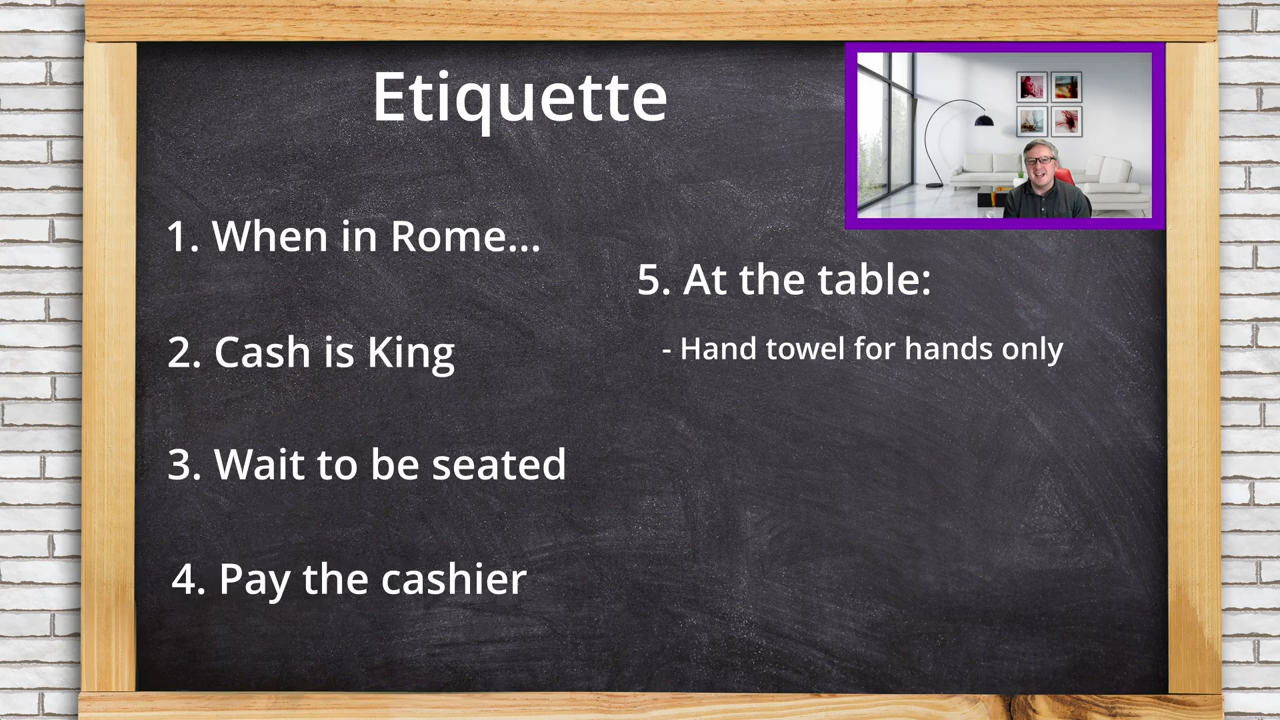 Etiquette
1. When in Rome...
2. Cash is King
3. Wait to be seated
4. Pay the cashier
5. At the table:
- Hand towel for hands only